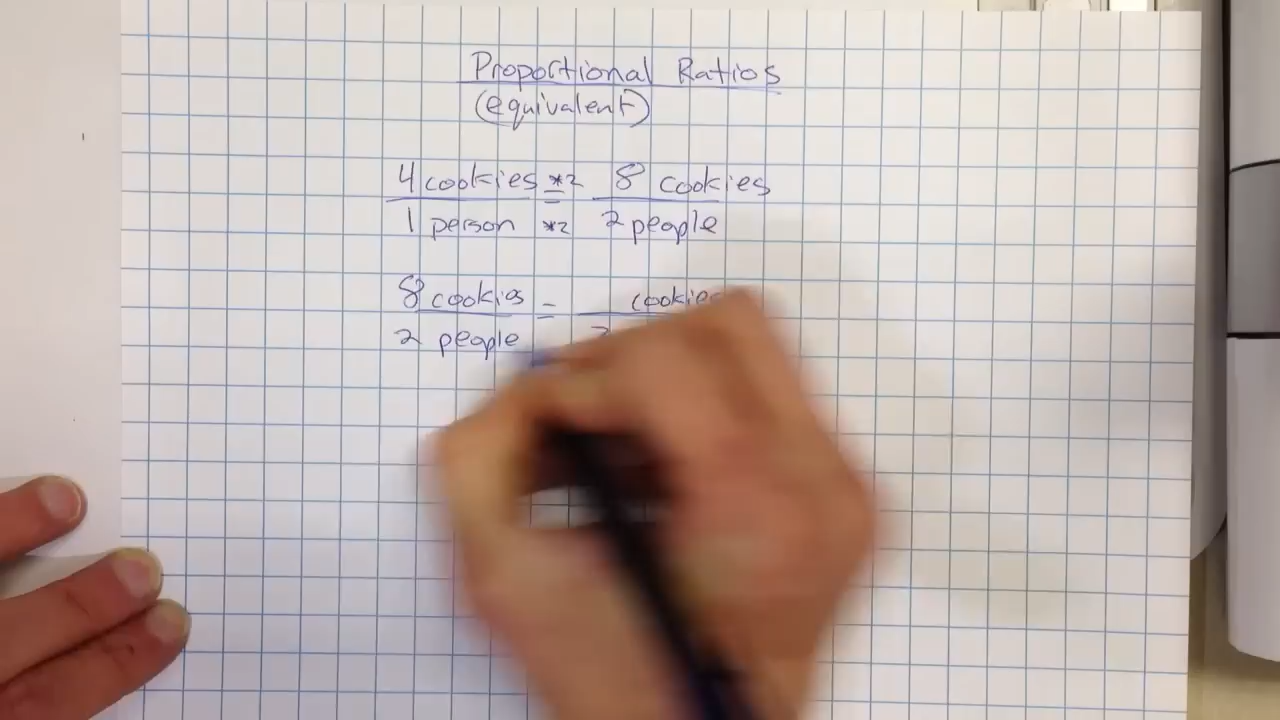 Proportional Ratios
(equivalent)
4 cookies *2 = 8 cookies
1 person *2 2 people
8 cookies = cookies
2 people